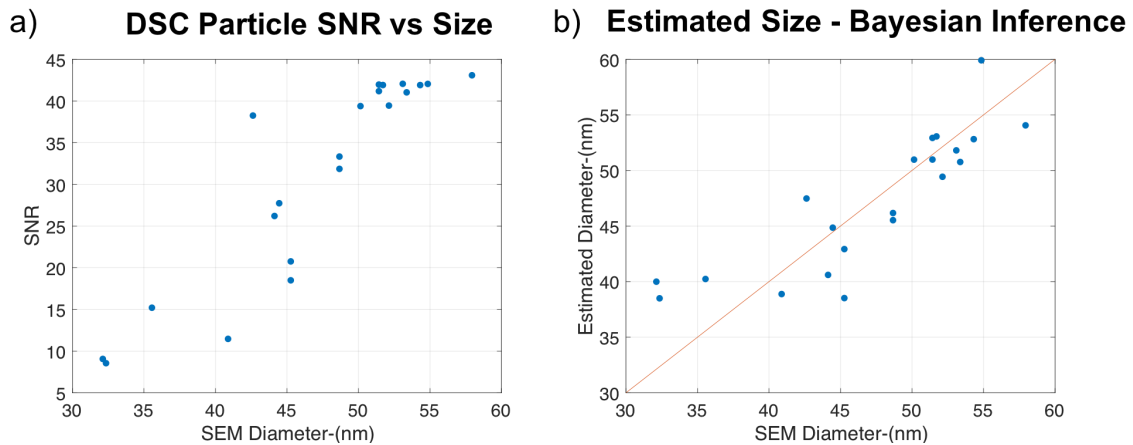 a) DSC Particle SNR vs Size
45
40
35
30
25
20
15
10
5
SNR
30 35 40 45 50 55 60
SEM Diameter-(nm)
b) Estimated Size - Bayesian Inference
60
55
50
45
40
35
30
Estimated Diameter-(nm)
30 35 40 45 50 55 60
SEM Diameter-(nm)